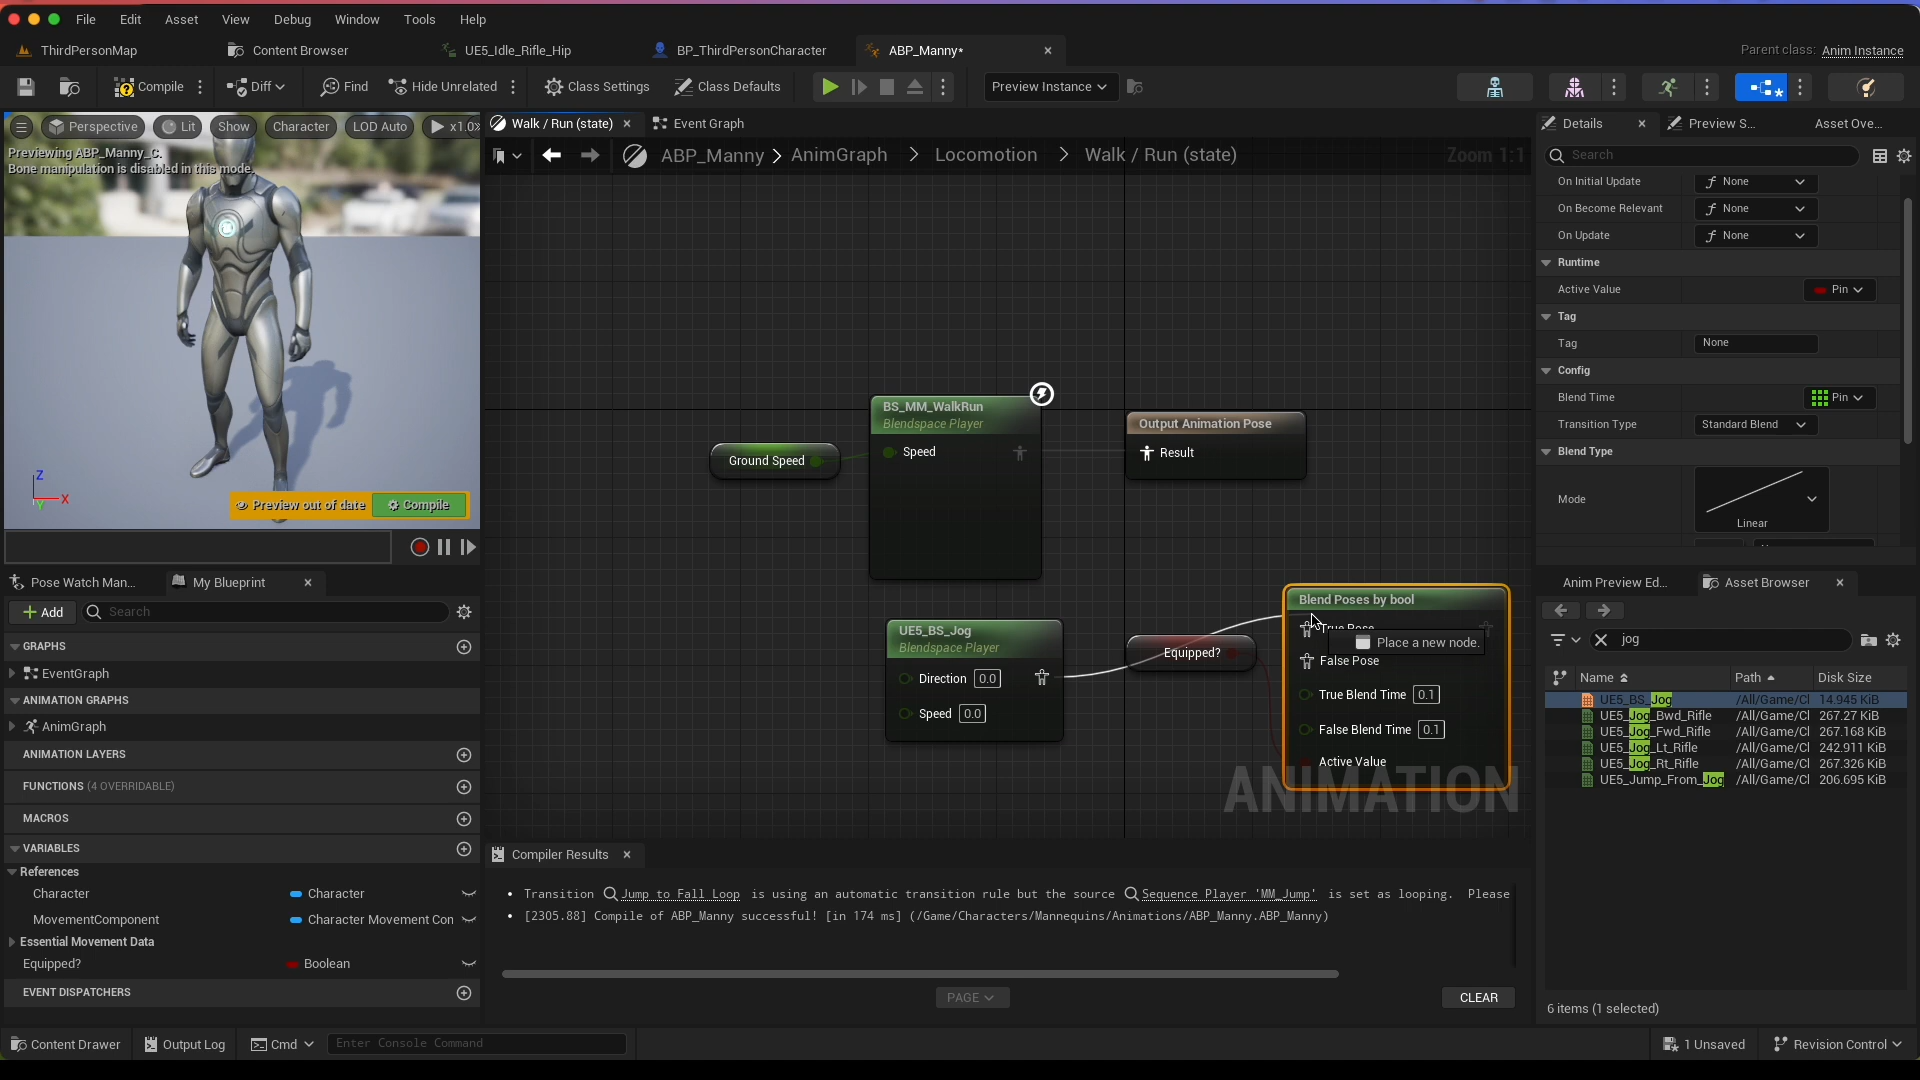 File Edit Asset View Debug Window Tools Help
ThirdPersonMap Content Browser UE5_Idle_Rifle_Hip BP_ThirdPersonCharacter ABP_Manny* Parent class: Anim Instance
Compile Diff Find Hide Unrelated Class Settings Class Defaults Preview Instance
Perspective Lit Show Character LOD Auto x1.0
Previewing ABP_Manny_C.
Bone manipulation is disabled in this mode.
Z
X
Y
Preview out of date Compile
Walk / Run (state) Event Graph
ABP_Manny > AnimGraph > Locomotion > Walk / Run (state) Zoom 1:1
BS_MM_WalkRun
Blendspace Player
Speed
Ground Speed
Output Animation Pose
Result
UE5_BS_Jog
Blendspace Player
Direction 0.0
Speed 0.0
Equipped?
Blend Poses by bool
True Pose
Place a new node.
False Pose
True Blend Time 0.1
False Blend Time 0.1
Active Value
ANIMATION
Pose Watch Man... My Blueprint
Add Search
GRAPHS
EventGraph
ANIMATION GRAPHS
AnimGraph
ANIMATION LAYERS
FUNCTIONS (4 OVERRIDABLE)
MACROS
VARIABLES
References
Character Character
MovementComponent Character Movement Con
Essential Movement Data
Equipped? Boolean
EVENT DISPATCHERS
Compiler Results
• Transition Jump to Fall Loop is using an automatic transition rule but the source Sequence Player 'MM_Jump' is set as looping. Please
• [2305.88] Compile of ABP_Manny successful! [in 174 ms] (/Game/Characters/Mannequins/Animations/ABP_Manny.ABP_Manny)
PAGE CLEAR
Details Preview S... Asset Ove...
Search
On Initial Update None
On Become Relevant None
On Update None
Runtime
Active Value Pin
Tag
Tag None
Config
Blend Time Pin
Transition Type Standard Blend
Blend Type
Mode
Linear
Anim Preview Ed... Asset Browser
jog
Name Path Disk Size
UE5_BS_Jog /All/Game/Cl 14.945 KiB
UE5_Jog_Bwd_Rifle /All/Game/Cl 267.27 KiB
UE5_Jog_Fwd_Rifle /All/Game/Cl 267.168 KiB
UE5_Jog_Lt_Rifle /All/Game/Cl 242.911 KiB
UE5_Jog_Rt_Rifle /All/Game/Cl 267.326 KiB
UE5_Jump_From_Jog /All/Game/Cl 206.695 KiB
6 items (1 selected)
Content Drawer Output Log Cmd Enter Console Command 1 Unsaved Revision Control